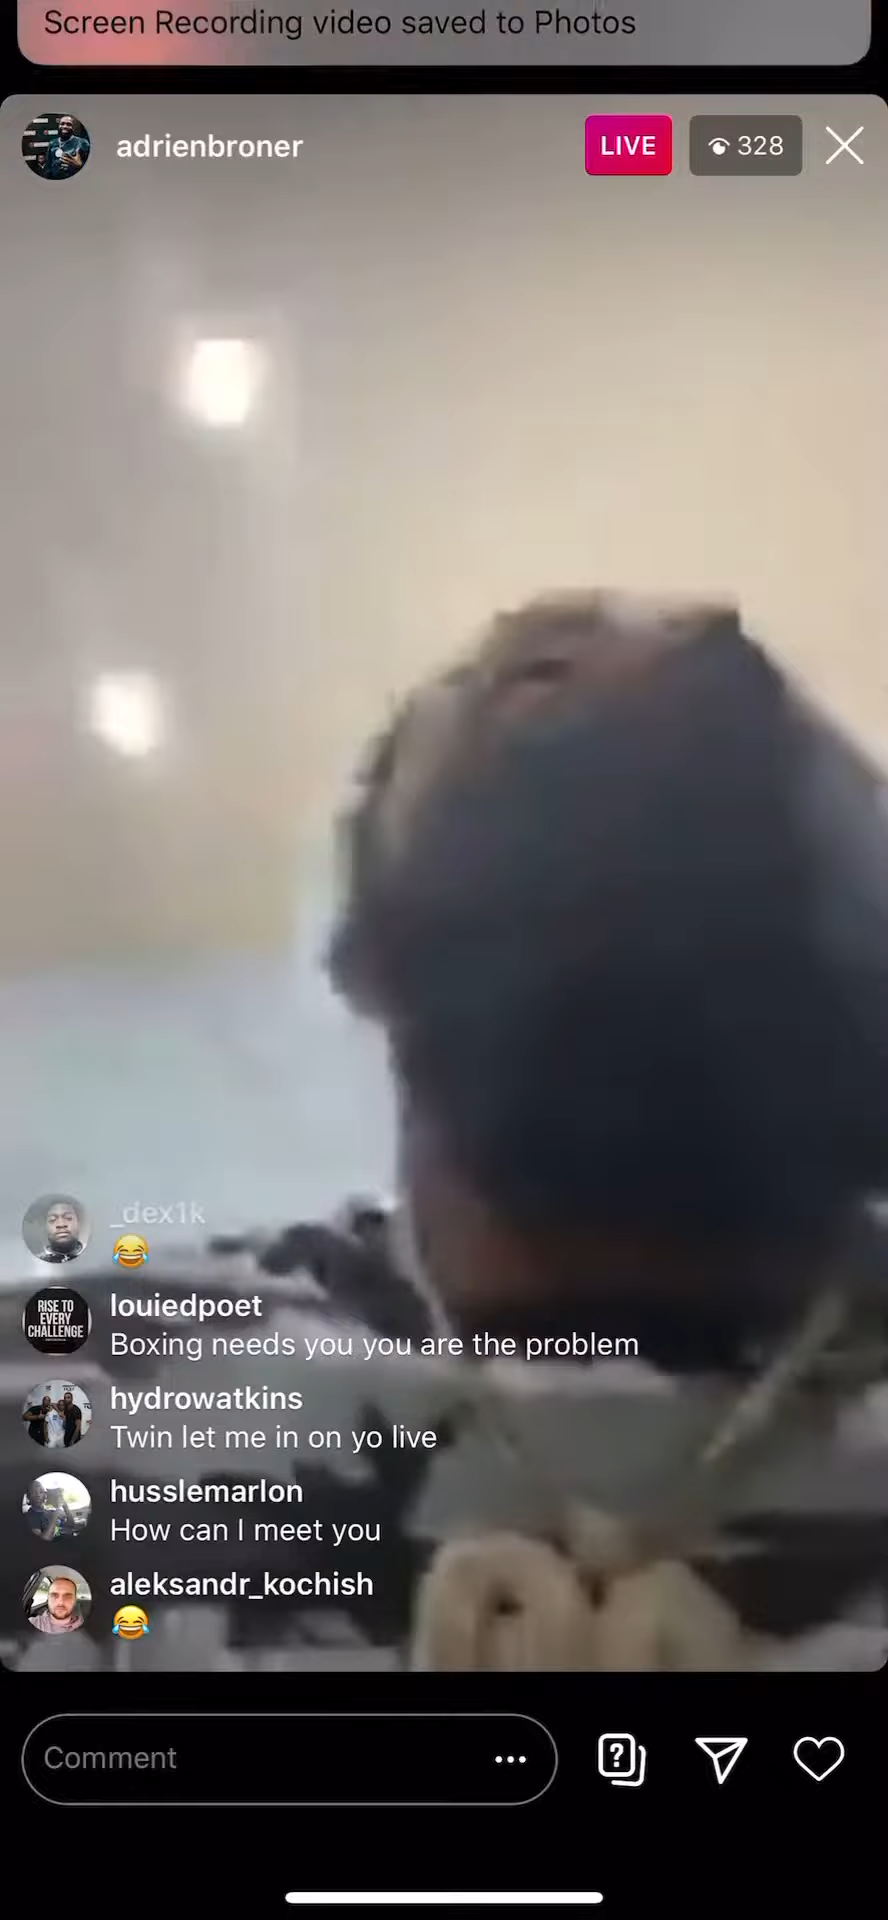 Screen Recording video saved to Photos
adrienbroner
LIVE
328
_dex1k
😂
RISE TO
EVERY
CHALLENGE
louiedpoet
Boxing needs you you are the problem
hydrowatkins
Twin let me in on yo live
husslemarlon
How can I meet you
aleksandr_kochish
😂
Comment